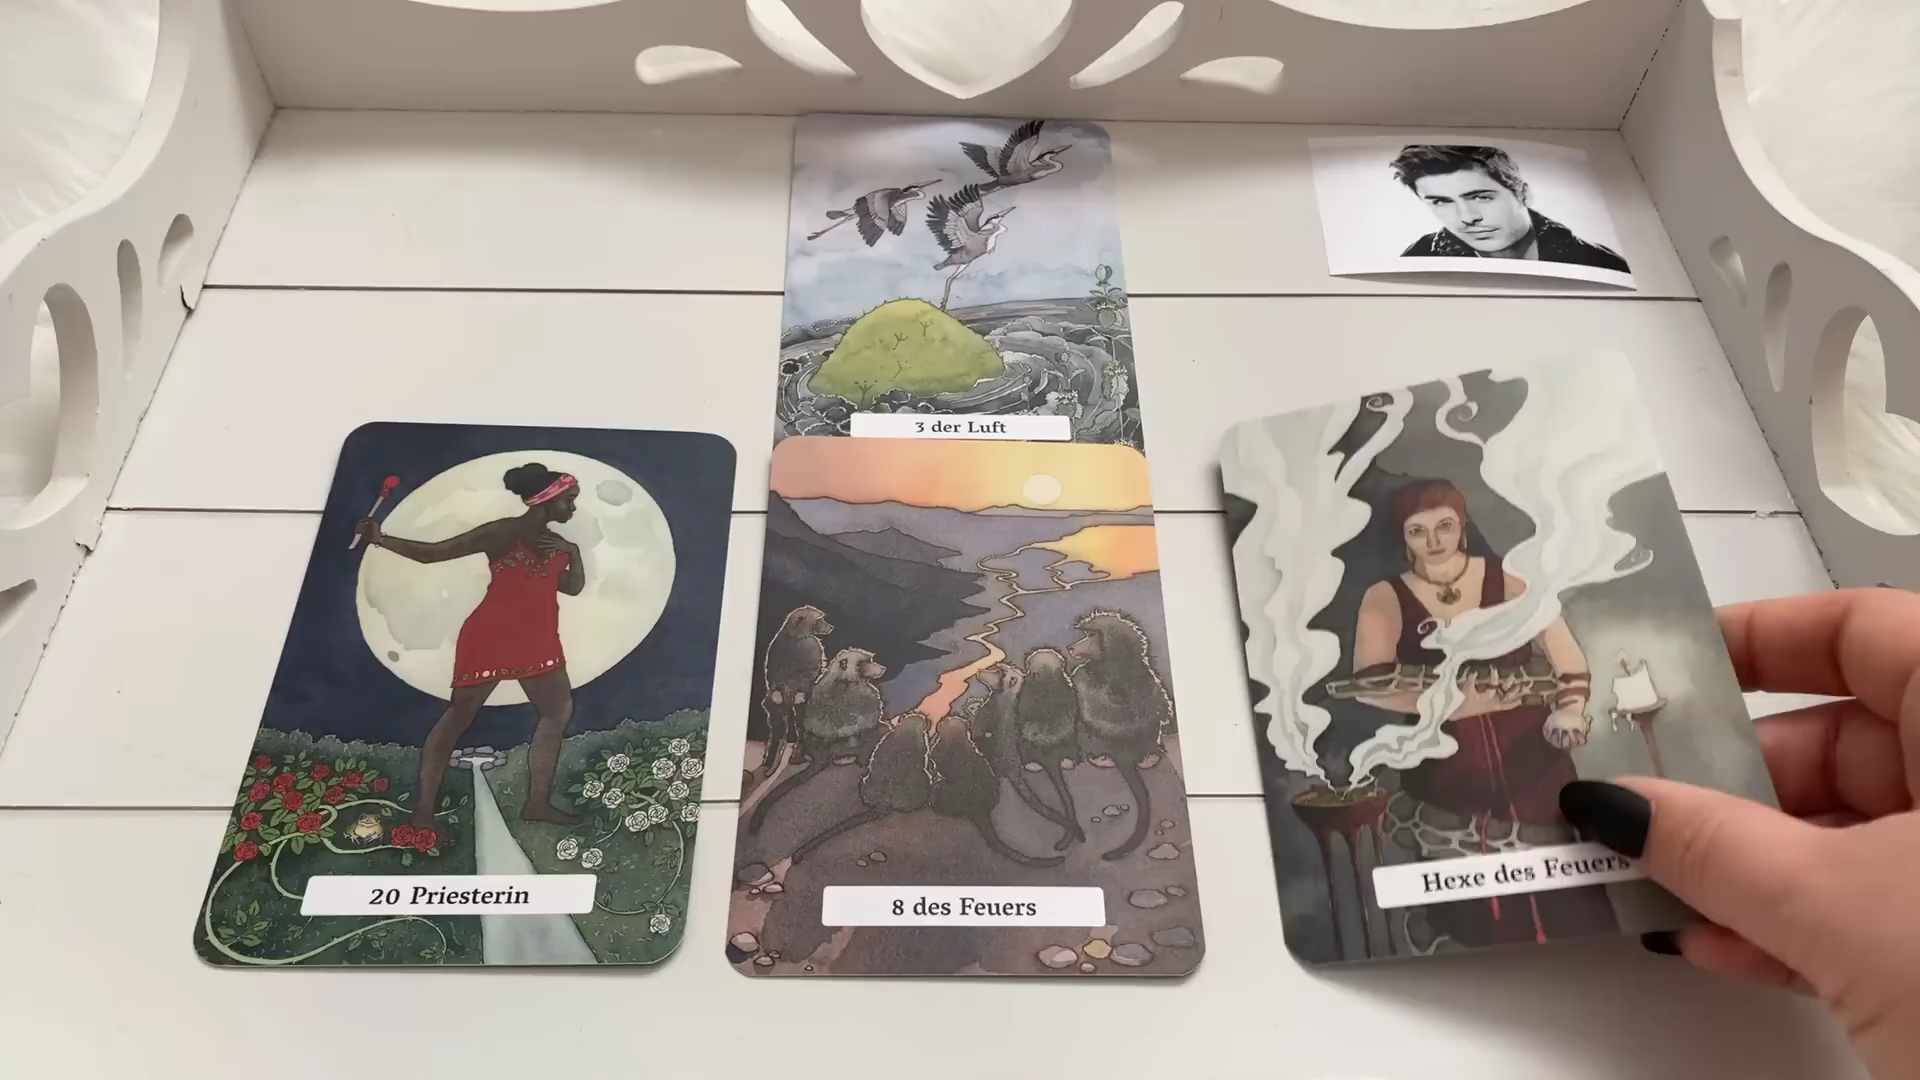 3 der Luft
20 Priesterin
8 des Feuers
Hexe des Feuers